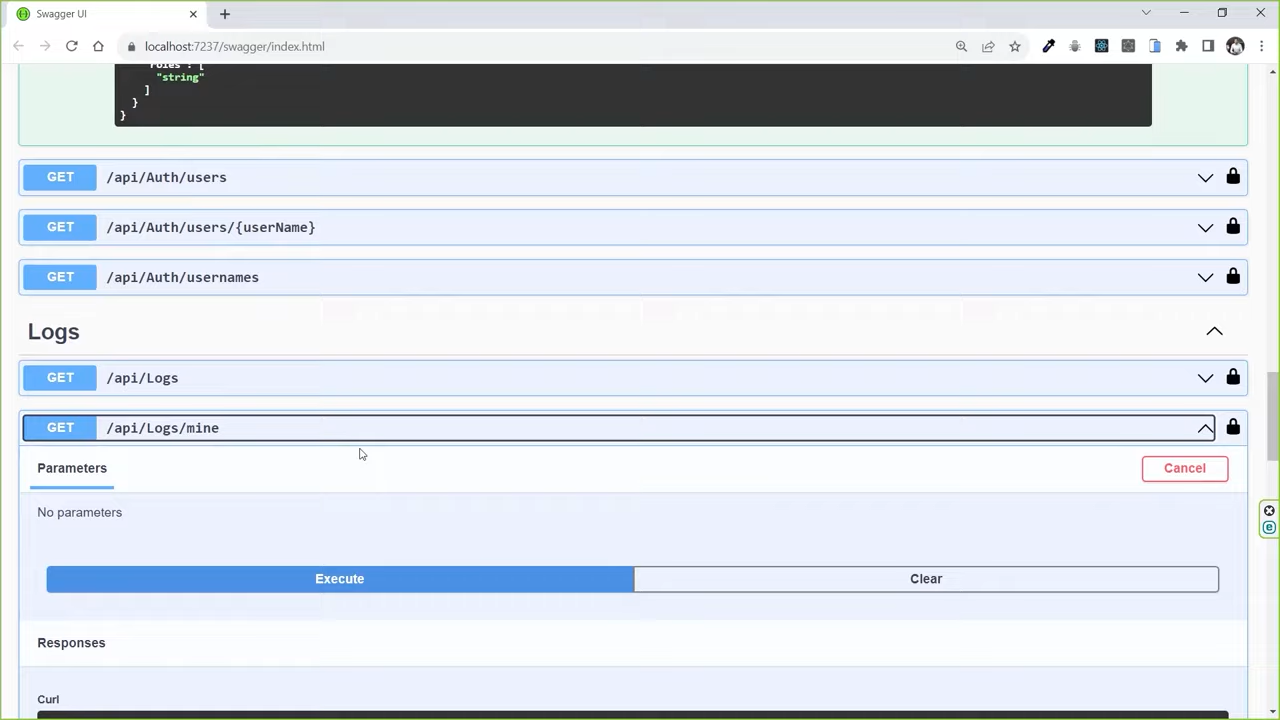 Swagger UI
localhost:7237/swagger/index.html
"roles": [
"string"
]
}
}
GET /api/Auth/users
GET /api/Auth/users/{userName}
GET /api/Auth/usernames
Logs
GET /api/Logs
GET /api/Logs/mine
Parameters
Cancel
No parameters
Execute
Clear
Responses
Curl